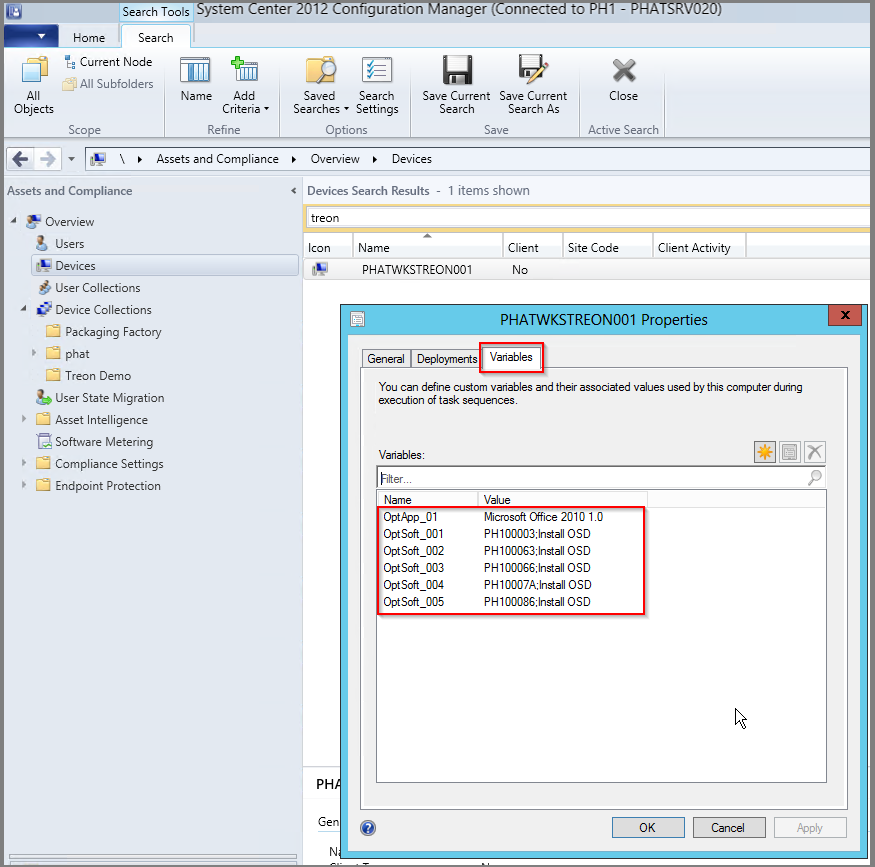 Search Tools
System Center 2012 Configuration Manager (Connected to PH1 - PHATSRV020)
Home
Search
All Objects
Current Node
All Subfolders
Scope
Name
Add Criteria
Refine
Saved Searches
Search Settings
Options
Save Current Search
Save Current Search As
Save
Close
Active Search
\ Assets and Compliance Overview Devices
Assets and Compliance
Overview
Users
Devices
User Collections
Device Collections
Packaging Factory
phat
Treon Demo
User State Migration
Asset Intelligence
Software Metering
Compliance Settings
Endpoint Protection
Devices Search Results - 1 items shown
treon
Icon Name Client Site Code Client Activity
PHATWKSTREON001 No
PHATWKSTREON001 Properties
x
General Deployments Variables
You can define custom variables and their associated values used by this computer during
execution of task sequences.
Variables:
Filter...
Name Value
OptApp_01 Microsoft Office 2010 1.0
OptSoft_001 PH100003;Install OSD
OptSoft_002 PH100063;Install OSD
OptSoft_003 PH100066;Install OSD
OptSoft_004 PH10007A;Install OSD
OptSoft_005 PH100086;Install OSD
OK Cancel Apply
PHA
Gen